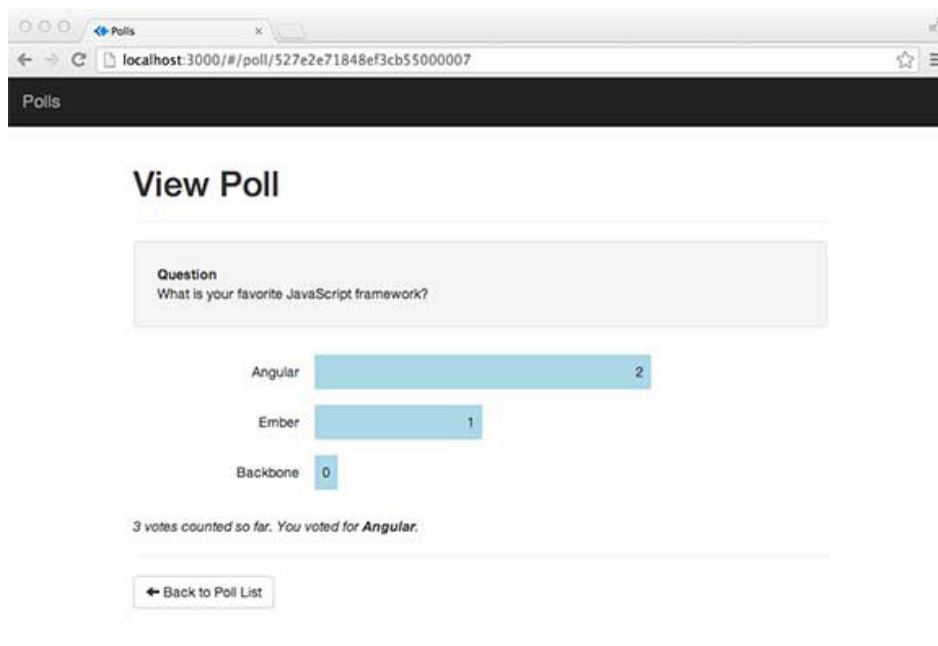 Polls
localhost:3000/#/poll/527e2e71848ef3cb55000007
Polls
View Poll
Question
What is your favorite JavaScript framework?
Angular 2
Ember 1
Backbone 0
3 votes counted so far. You voted for Angular.
Back to Poll List